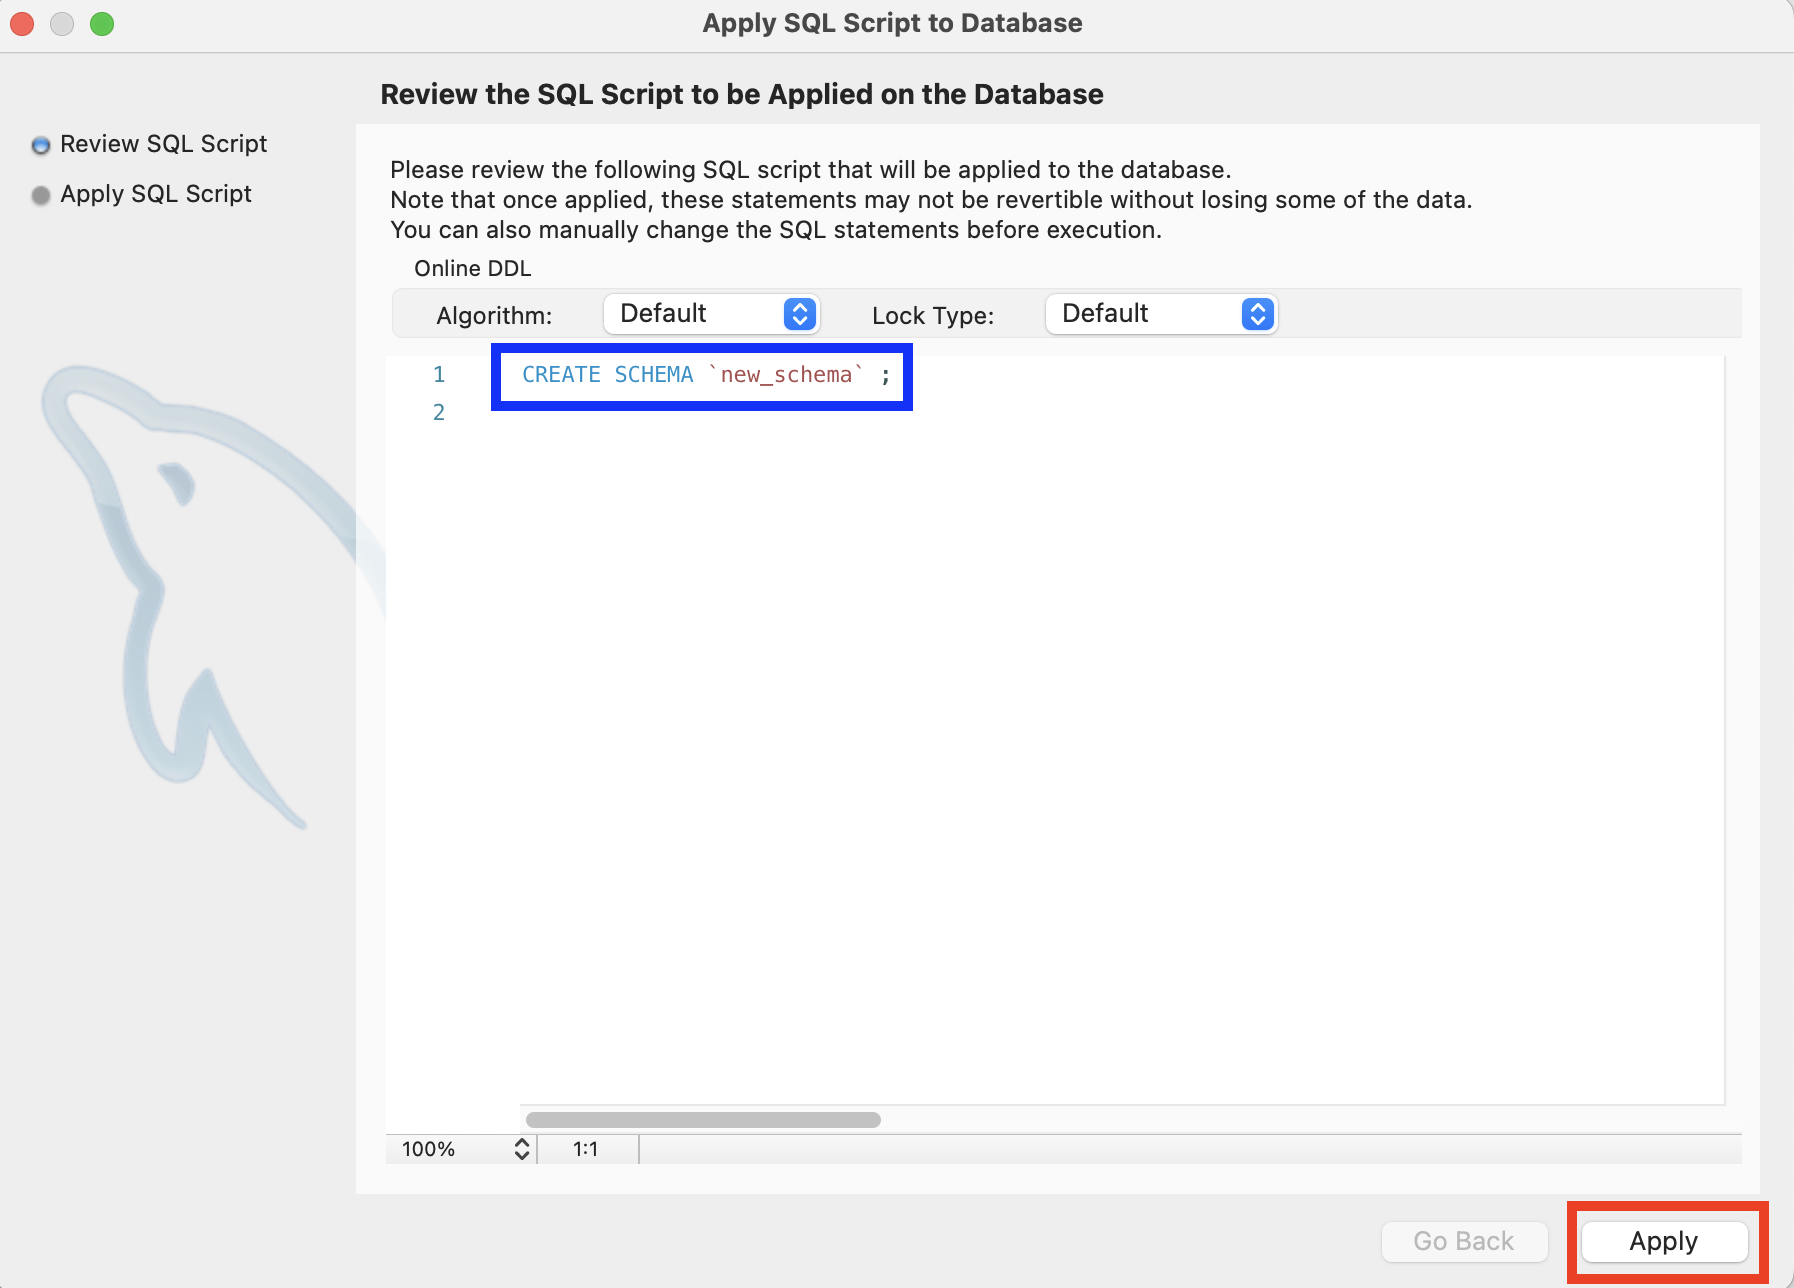 Apply SQL Script to Database
Review the SQL Script to be Applied on the Database
Review SQL Script
Apply SQL Script
Please review the following SQL script that will be applied to the database.
Note that once applied, these statements may not be revertible without losing some of the data.
You can also manually change the SQL statements before execution.
Online DDL
Algorithm: Default Lock Type: Default
1 CREATE SCHEMA `new_schema` ;
2
100% 1:1
Go Back Apply